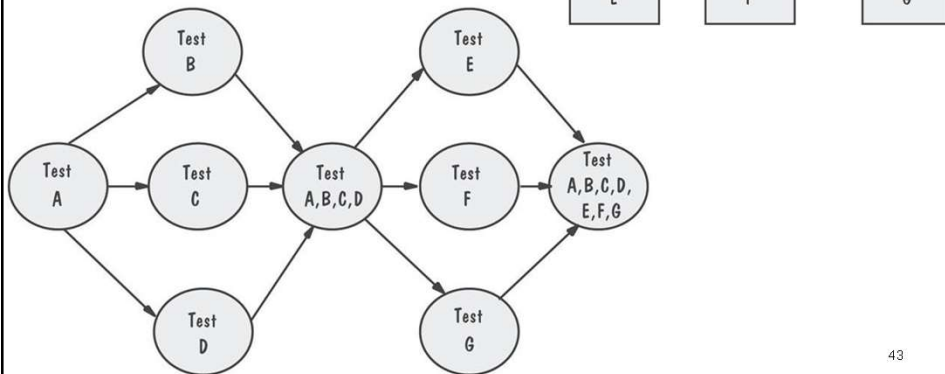 Test
B
Test
E
Test
A
Test
C
Test
A,B,C,D
Test
F
Test
A,B,C,D,
E,F,G
Test
D
Test
G
43